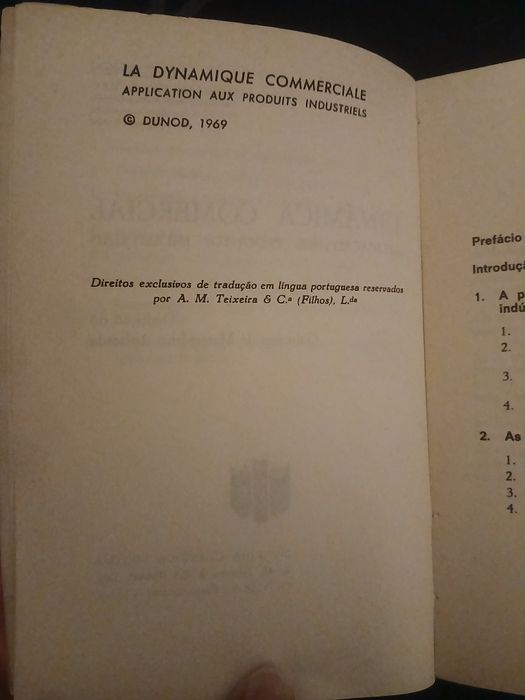 LA DYNAMIQUE COMMERCIALE
APPLICATION AUX PRODUITS INDUSTRIELS
© DUNOD, 1969
Direitos exclusivos de tradução em língua portuguesa reservados
por A. M. Teixeira & C.ª (Filhos), L.da
Prefácio
Introduçã
1. A p
indú
1.
2.
3.
4.
2. As
1.
2.
3.
4.